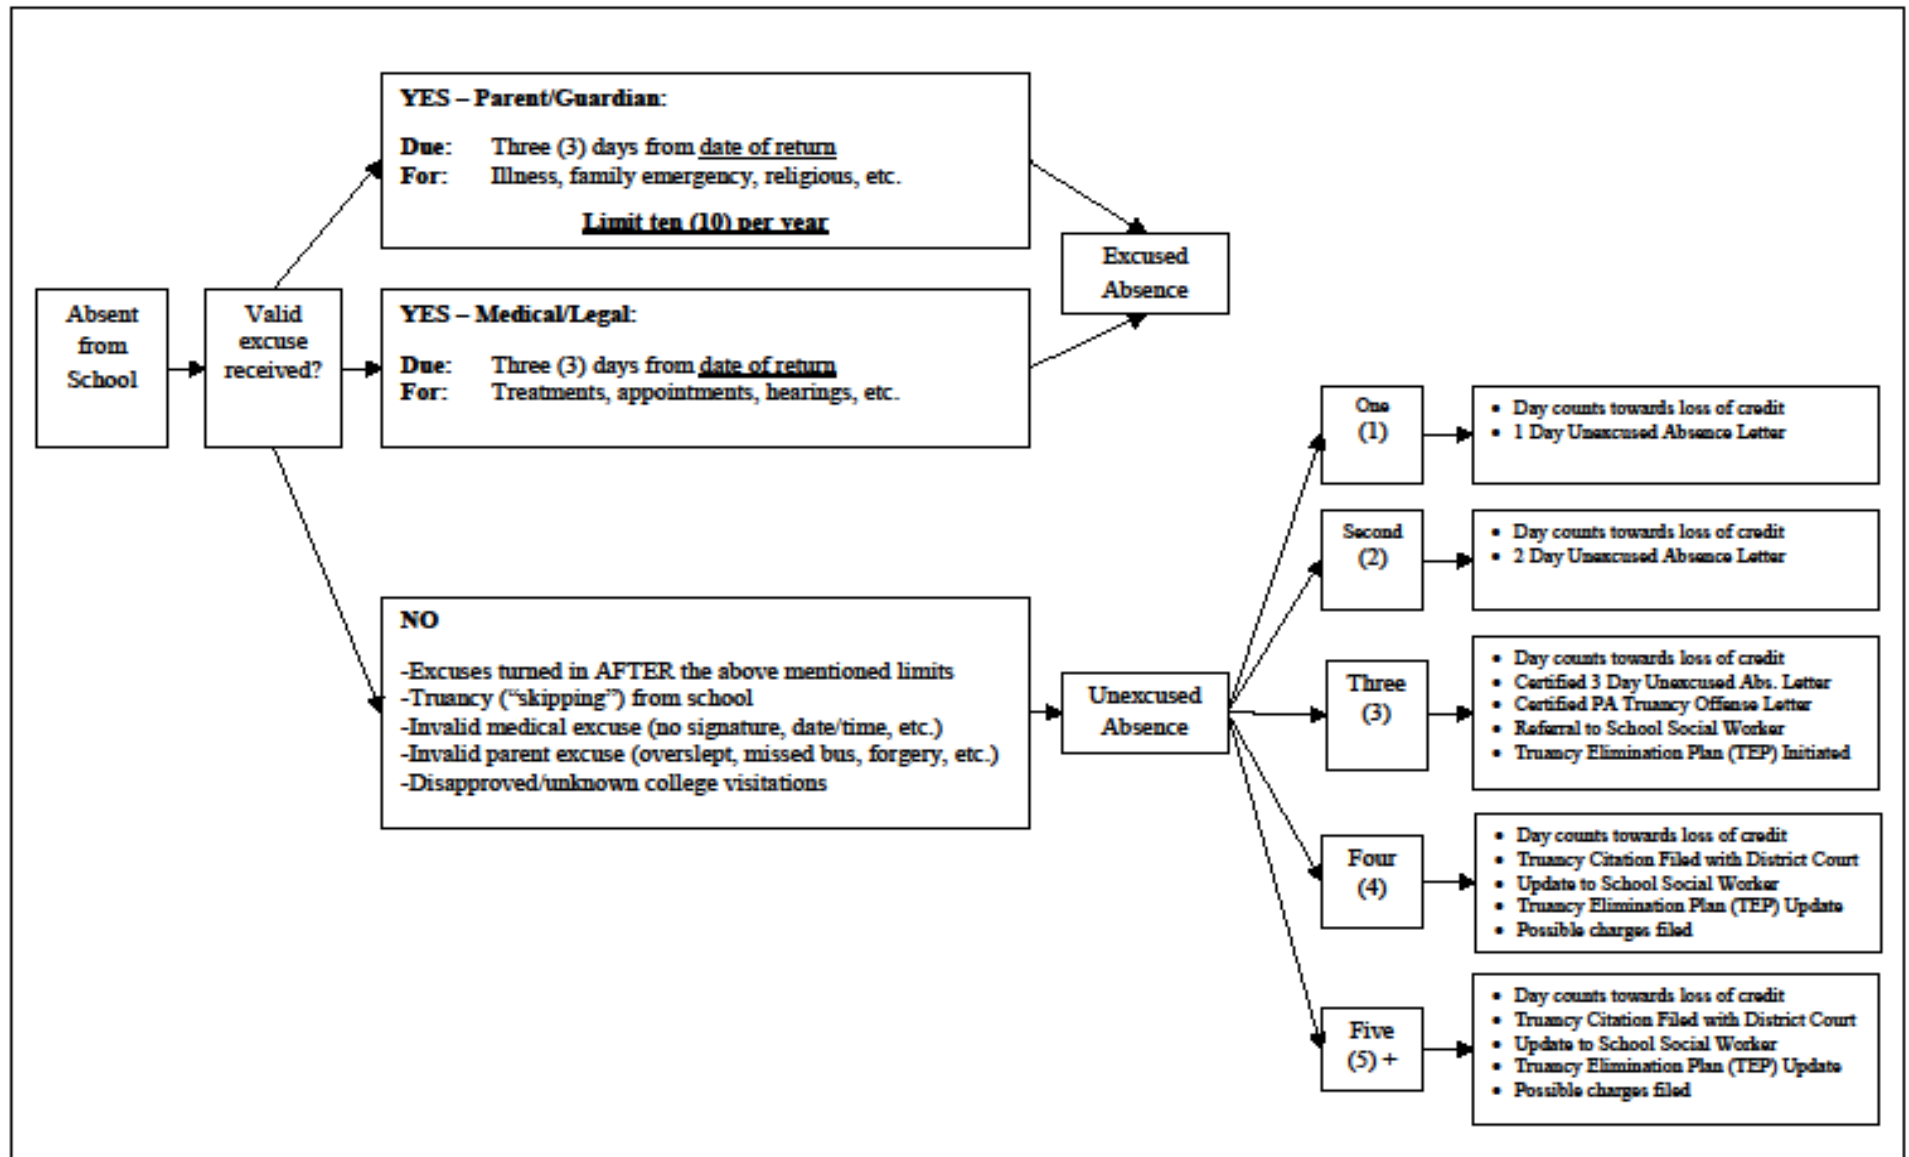 Absent
from
School
Valid
excuse
received?
YES – Parent/Guardian:
Due: Three (3) days from date of return
For: Illness, family emergency, religious, etc.
Limit ten (10) per year
YES – Medical/Legal:
Due: Three (3) days from date of return
For: Treatments, appointments, hearings, etc.
Excused
Absence
NO
-Excuses turned in AFTER the above mentioned limits
-Truancy (“skipping”) from school
-Invalid medical excuse (no signature, date/time, etc.)
-Invalid parent excuse (overslept, missed bus, forgery, etc.)
-Disapproved/unknown college visitations
Unexcused
Absence
One
(1)
• Day counts towards loss of credit
• 1 Day Unexcused Absence Letter
Second
(2)
• Day counts towards loss of credit
• 2 Day Unexcused Absence Letter
Three
(3)
• Day counts towards loss of credit
• Certified 3 Day Unexcused Abs. Letter
• Certified PA Truancy Offense Letter
• Referral to School Social Worker
• Truancy Elimination Plan (TEP) Initiated
Four
(4)
• Day counts towards loss of credit
• Truancy Citation Filed with District Court
• Update to School Social Worker
• Truancy Elimination Plan (TEP) Update
• Possible charges filed
Five
(5) +
• Day counts towards loss of credit
• Truancy Citation Filed with District Court
• Update to School Social Worker
• Truancy Elimination Plan (TEP) Update
• Possible charges filed